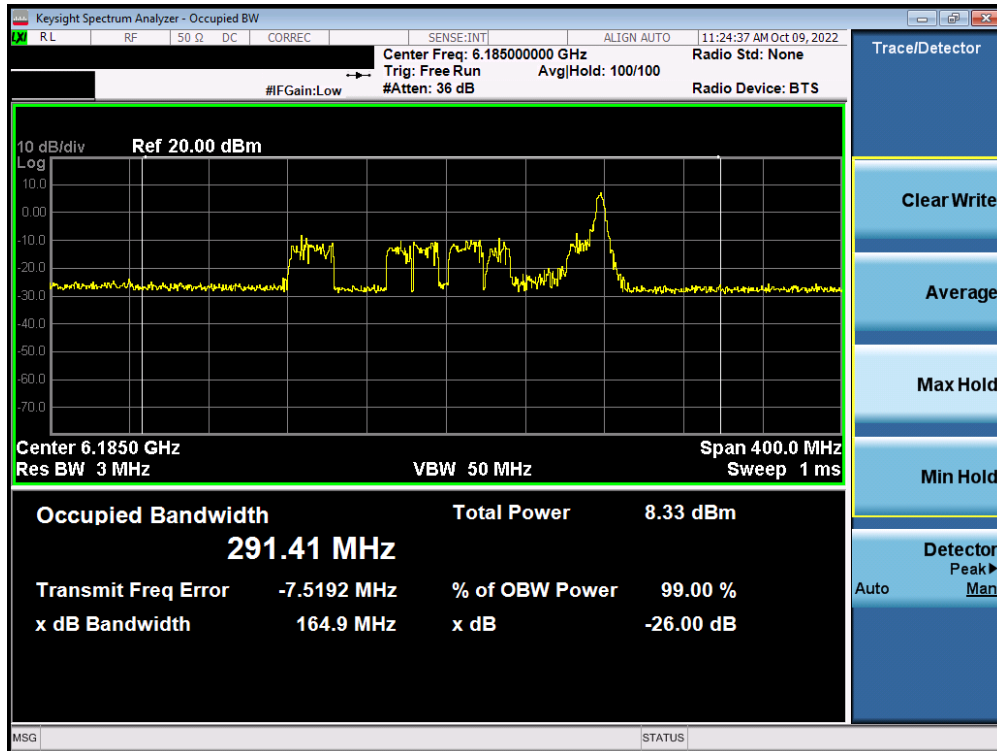 Keysight Spectrum Analyzer - Occupied BW
LXI RL RF 50 Ω DC CORREC SENSE:INT ALIGN AUTO 11:24:37 AM Oct 09, 2022
Center Freq: 6.185000000 GHz Radio Std: None
Trig: Free Run Avg|Hold: 100/100
#IFGain:Low #Atten: 36 dB Radio Device: BTS
10 dB/div Ref 20.00 dBm
Log
10.0
0.00
-10.0
-20.0
-30.0
-40.0
-50.0
-60.0
-70.0
Center 6.1850 GHz Span 400.0 MHz
Res BW 3 MHz VBW 50 MHz Sweep 1 ms
Occupied Bandwidth Total Power 8.33 dBm
291.41 MHz
Transmit Freq Error -7.5192 MHz % of OBW Power 99.00 %
x dB Bandwidth 164.9 MHz x dB -26.00 dB
MSG STATUS
Trace/Detector
Clear Write
Average
Max Hold
Min Hold
Detector
Peak▶
Auto Man